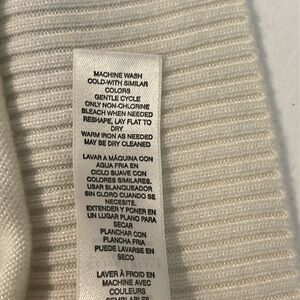 MACHINE WASH
COLD-WITH SIMILAR
COLORS
GENTLE CYCLE
ONLY NON-CHLORINE
BLEACH WHEN NEEDED
RESHAPE, LAY FLAT TO
DRY
WARM IRON AS NEEDED
MAY BE DRY CLEANED
LAVAR A MÁQUINA CON
AGUA FRIA EN
CICLO SUAVE CON
COLORES SIMILARES.
USAR BLANQUEADOR
SIN CLORO CUANDO SE
NECESITE.
EXTENDER Y PONER EN
UN LUGAR PLANO PARA
SECAR
PLANCHAR CON
PLANCHA FRIA
PUEDE LAVARSE EN
SECO
LAVER À FROID EN
MACHINE AVEC
COULEURS
SEMBLABLES